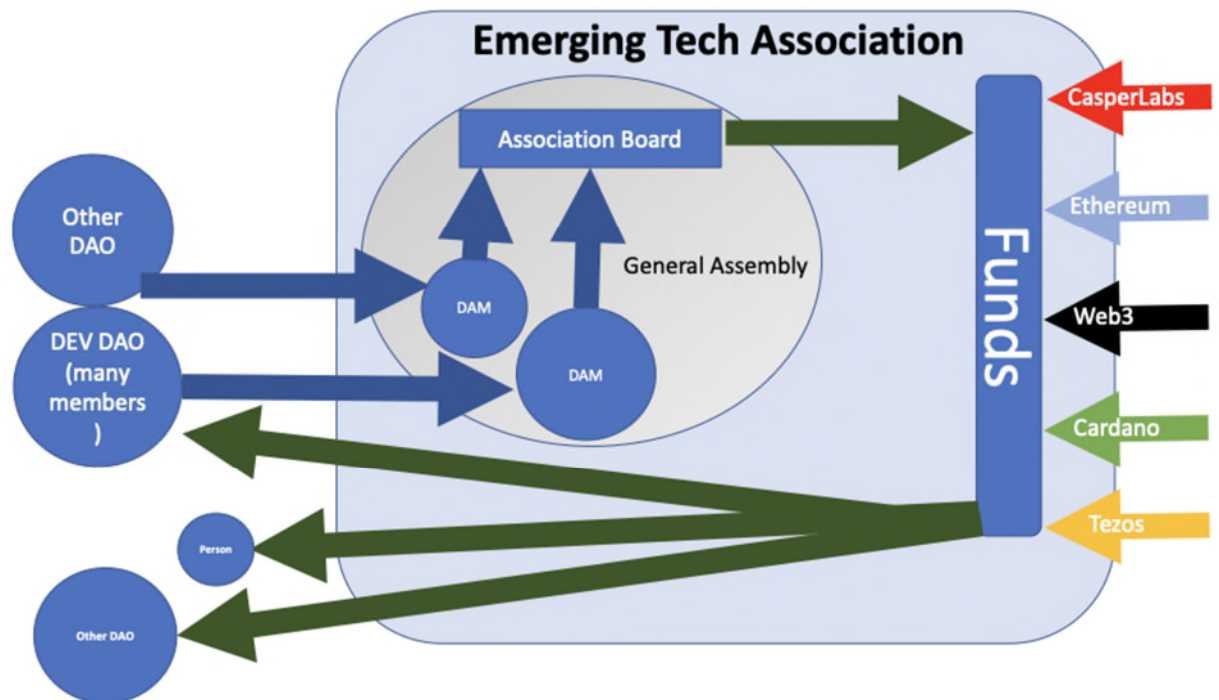 Emerging Tech Association
CasperLabs
Association Board
Other
DAO
Ethereum
General Assembly
Funds
DAM
Web3
DEV DAO
(many
members
)
DAM
Cardano
Tezos
Person
Other DAO